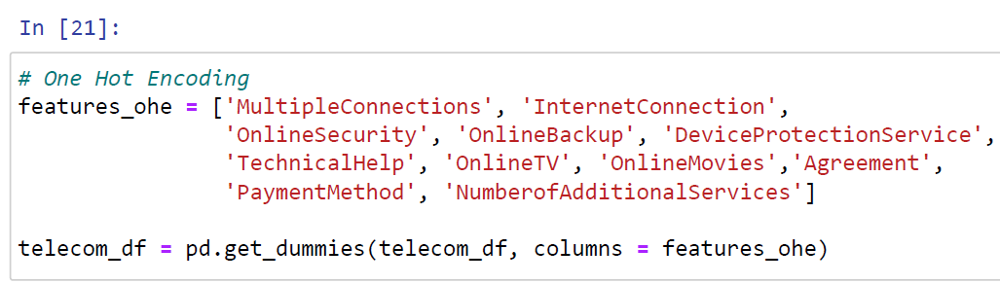 In [21]:
# One Hot Encoding
features_ohe = ['MultipleConnections', 'InternetConnection',
'OnlineSecurity', 'OnlineBackup', 'DeviceProtectionService',
'TechnicalHelp', 'OnlineTV', 'OnlineMovies','Agreement',
'PaymentMethod', 'NumberofAdditionalServices']
telecom_df = pd.get_dummies(telecom_df, columns = features_ohe)